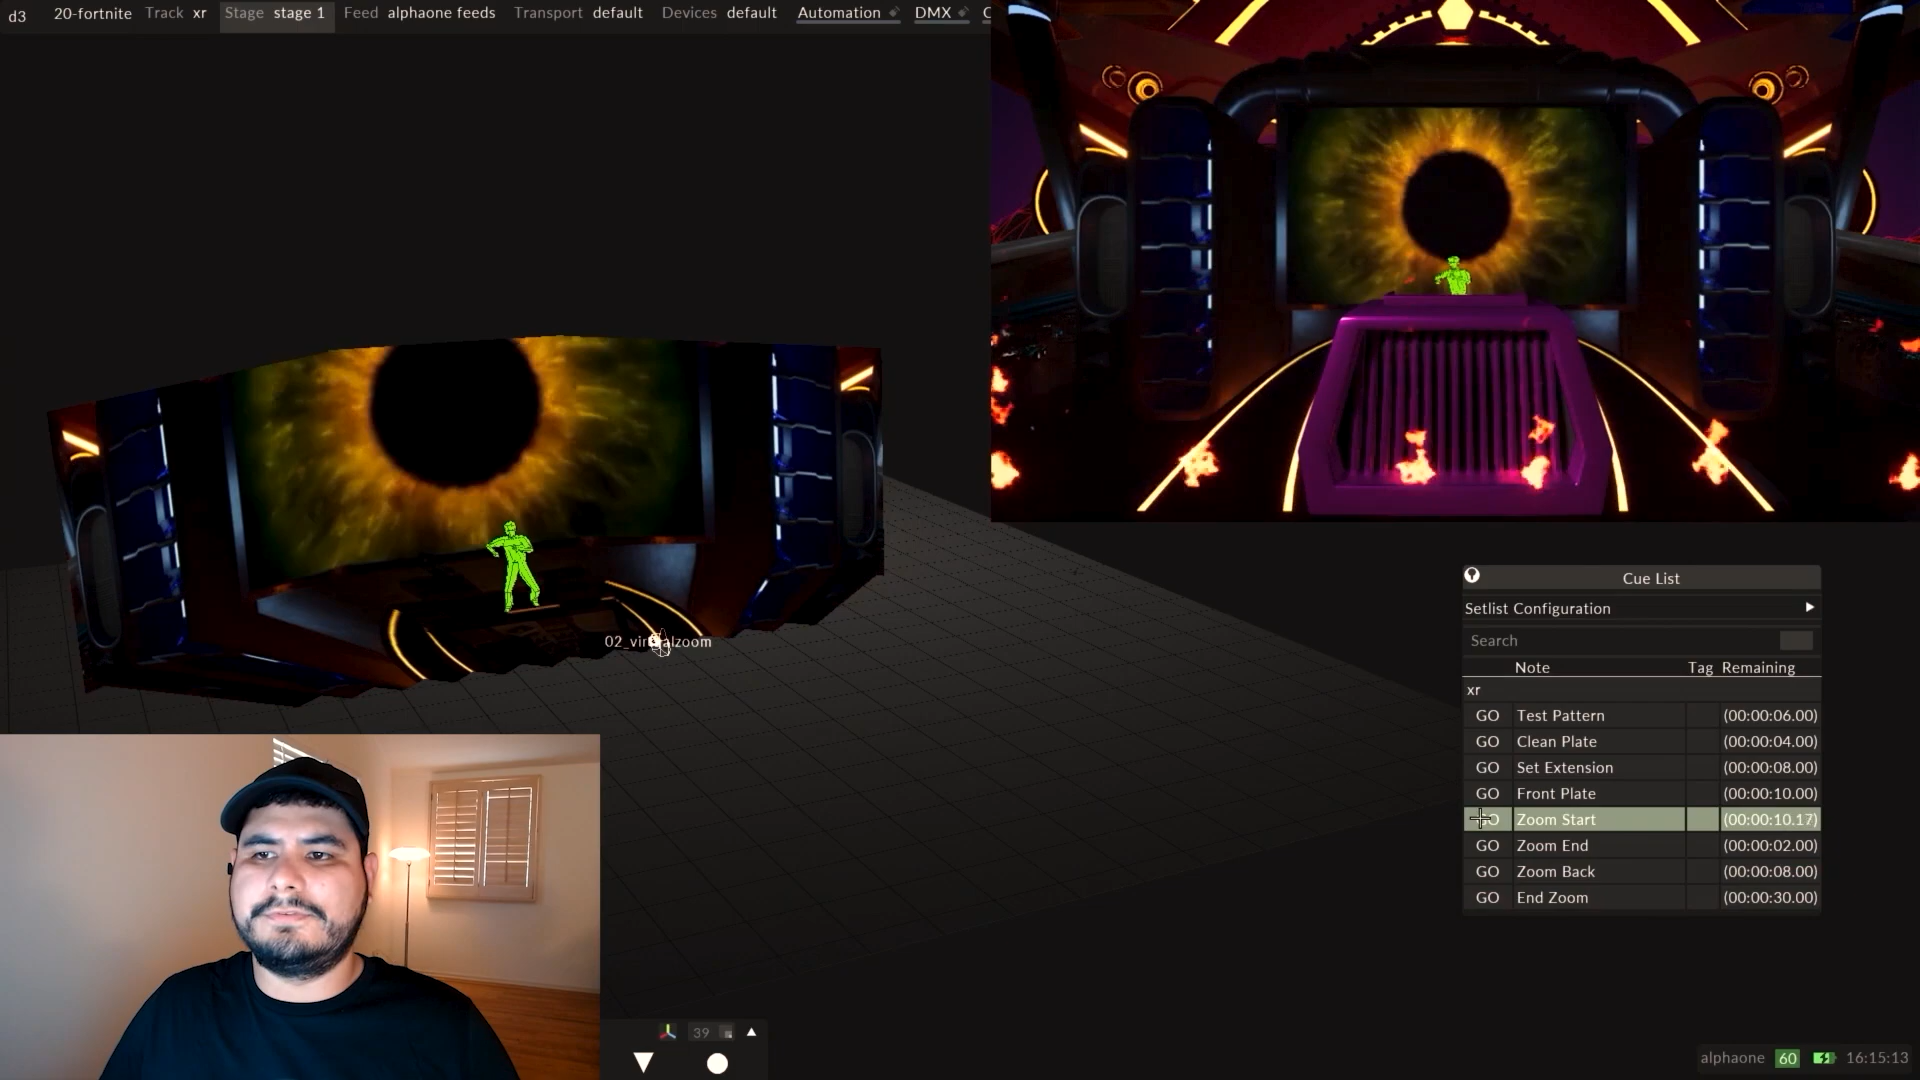 d3 20-fortnite Track xr Stage stage 1 Feed alphaone feeds Transport default Devices default Automation DMX
02_vir alzoom
Cue List
Setlist Configuration
Search
Note Tag Remaining
xr
GO Test Pattern (00:00:06.00)
GO Clean Plate (00:00:04.00)
GO Set Extension (00:00:08.00)
GO Front Plate (00:00:10.00)
GO Zoom Start (00:00:10.17)
GO Zoom End (00:00:02.00)
GO Zoom Back (00:00:08.00)
GO End Zoom (00:00:30.00)
39
alphaone 60 16:15:13